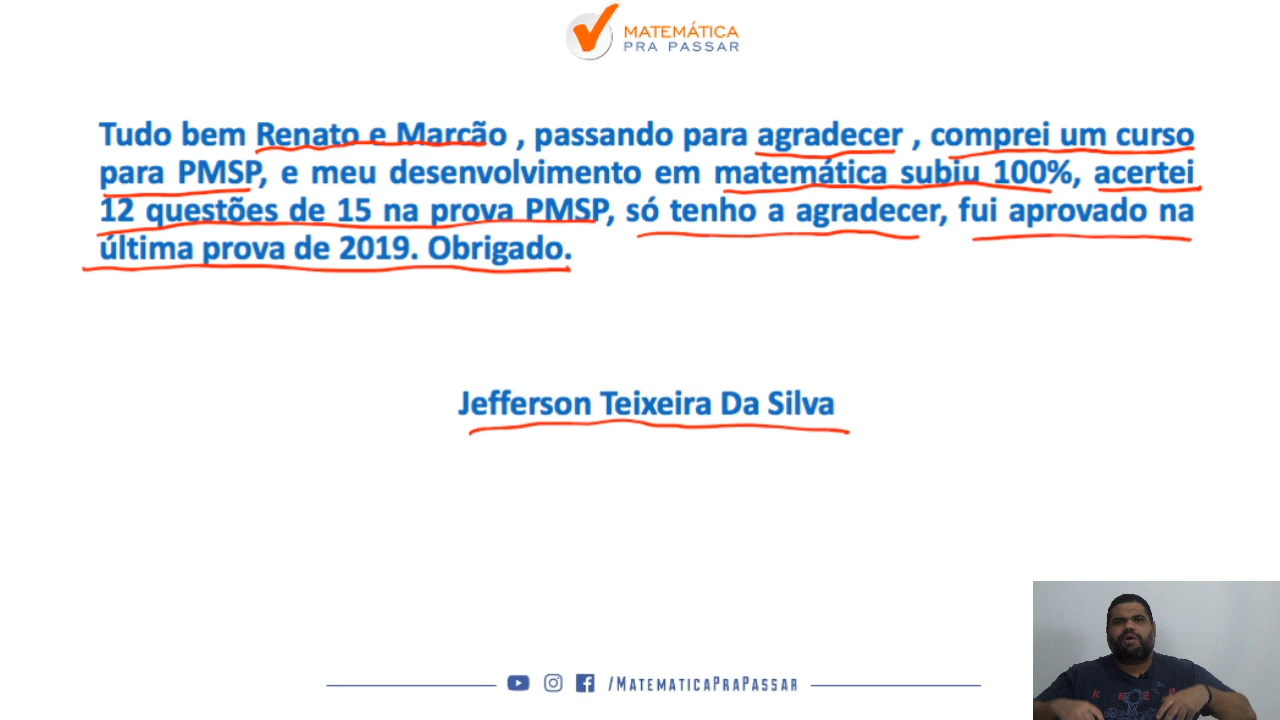 MATEMÁTICA
PRA PASSAR
Tudo bem Renato e Marcão , passando para agradecer , comprei um curso
para PMSP, e meu desenvolvimento em matemática subiu 100%, acertei
12 questões de 15 na prova PMSP, só tenho a agradecer, fui aprovado na
última prova de 2019. Obrigado.
Jefferson Teixeira Da Silva
/MATEMATICAPRAPASSAR